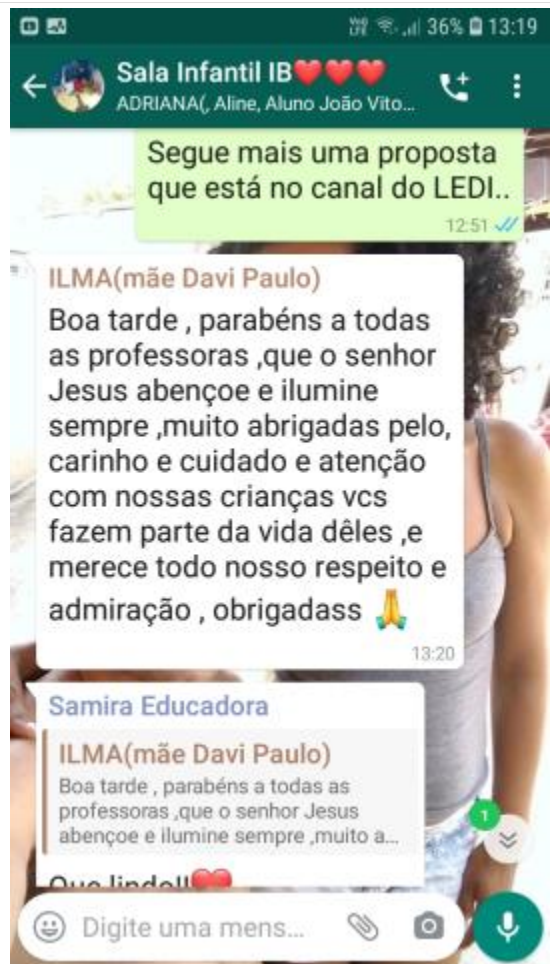 36% 13:19
Sala Infantil IB❤️❤️❤️
ADRIANA(, Aline, Aluno João Vito...
Segue mais uma proposta
que está no canal do LEDI..
12:51
ILMA(mãe Davi Paulo)
Boa tarde , parabéns a todas
as professoras ,que o senhor
Jesus abençoe e ilumine
sempre ,muito abrigadas pelo,
carinho e cuidado e atenção
com nossas crianças vcs
fazem parte da vida dêles ,e
merece todo nosso respeito e
admiração , obrigadass 🙏
13:20
Samira Educadora
ILMA(mãe Davi Paulo)
Boa tarde , parabéns a todas as
professoras ,que o senhor Jesus
abençoe e ilumine sempre ,muito a...
Que lindo!!❤️
1
Digite uma mens...